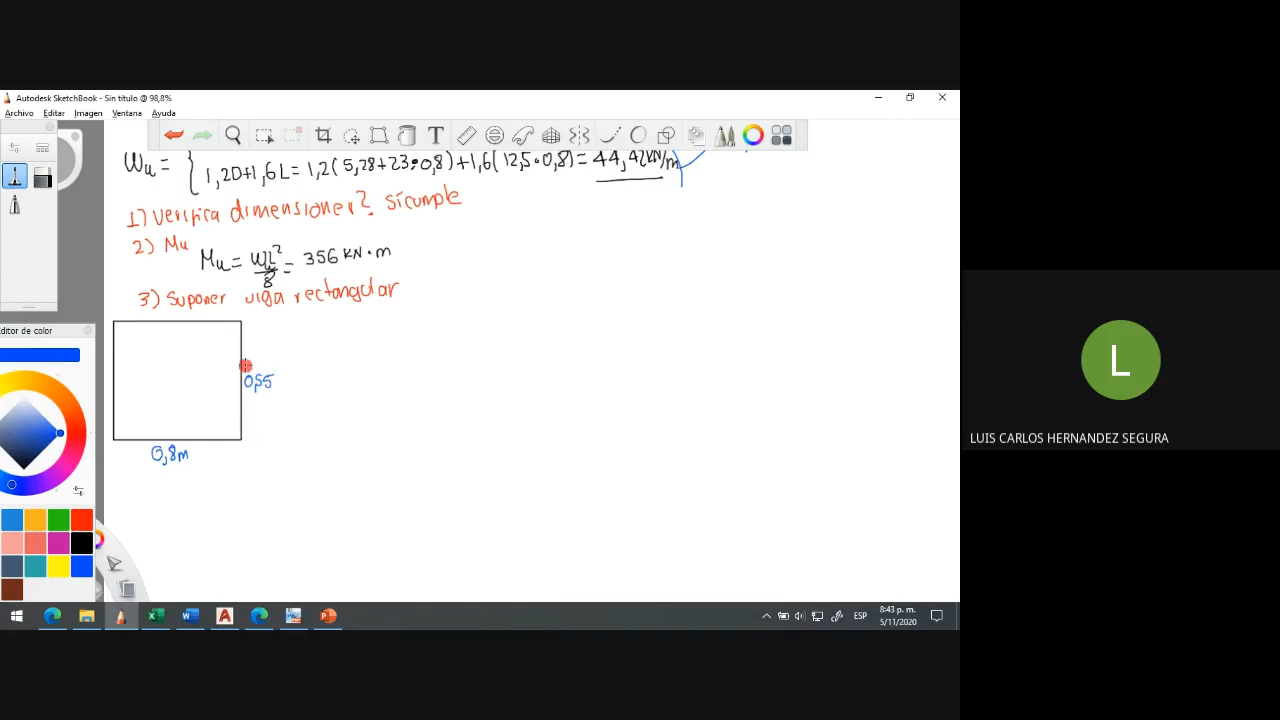 Autodesk SketchBook - Sin título @ 98,8%
Archivo Editar Imagen Ventana Ayuda
T
Wu = { 1,2D+1,6L = 1,2(5,28+2,3·0,8)+1,6(12,5·0,8) = 44,42kN/m
1) Verifica dimensiones? sí cumple
2) Mu
Mu = WuL²/8 = 356 kN·m
3) Suponer viga rectangular
Editor de color
0,55
0,8m
L
LUIS CARLOS HERNANDEZ SEGURA
ESP
8:43 p. m.
5/11/2020